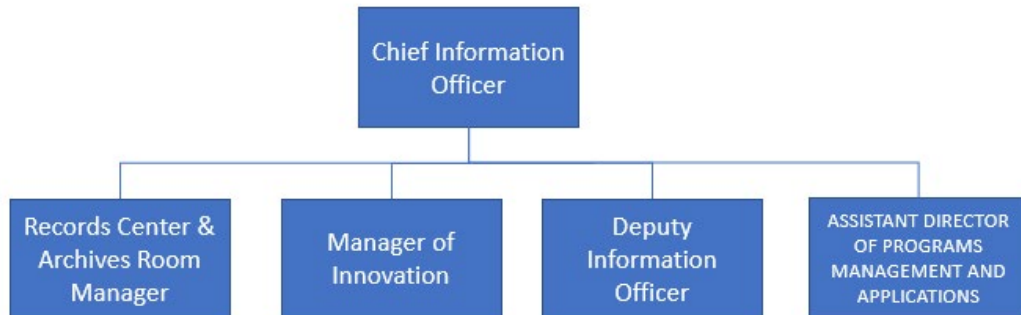 Chief Information
Officer
Records Center &
Archives Room
Manager
Manager of
Innovation
Deputy
Information
Officer
ASSISTANT DIRECTOR
OF PROGRAMS
MANAGEMENT AND
APPLICATIONS